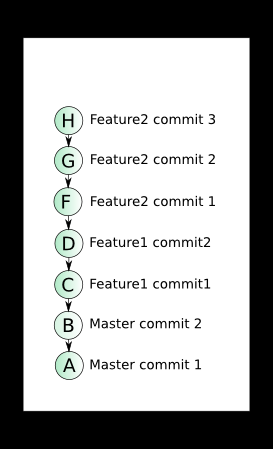 H Feature2 commit 3
G Feature2 commit 2
F Feature2 commit 1
D Feature1 commit2
C Feature1 commit1
B Master commit 2
A Master commit 1